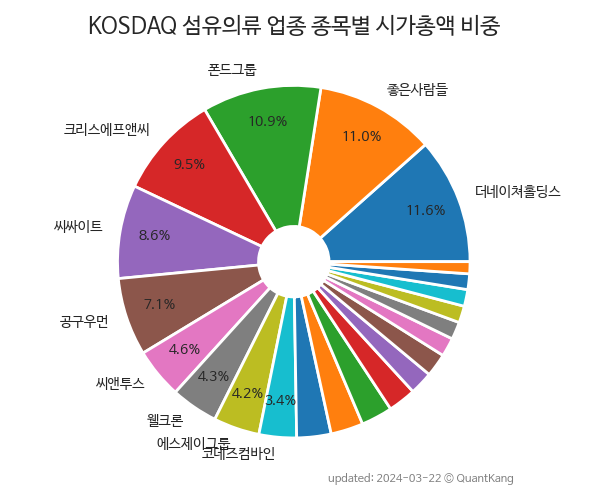 KOSDAQ 섬유의류 업종 종목별 시가총액 비중
폰드그룹
좋은사람들
10.9%
11.0%
크리스에프앤씨
9.5%
더네이쳐홀딩스
11.6%
씨싸이트
8.6%
공구우먼
7.1%
씨앤투스
4.6%
4.3%
4.2%
3.4%
웰크론
에스제이그룹
코데즈컴바인
updated: 2024-03-22 © QuantKang